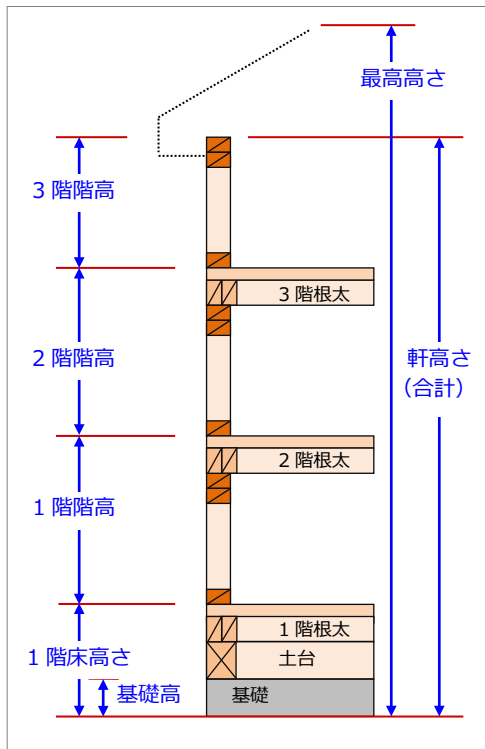 最高高さ
3 階階高
3 階根太
2 階階高
軒高さ
（合計）
2 階根太
1 階階高
1 階根太
1 階床高さ
土台
基礎高
基礎